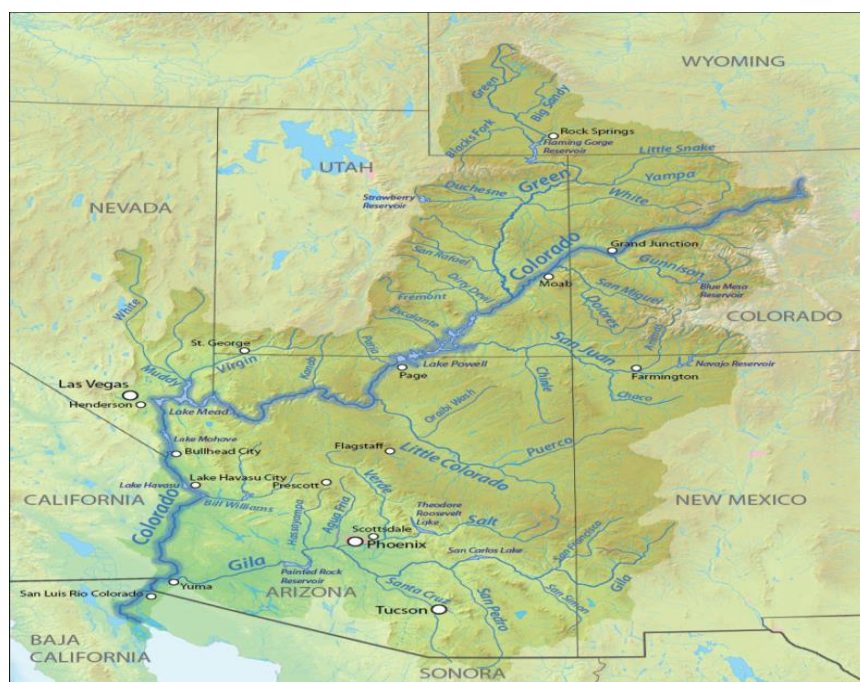 WYOMING
Green
Big Sandy
Blacks Fork
Rock Springs
Flaming Gorge
Reservoir
UTAH
Little Snake
Yampa
Green
Duchesne
White
Strawberry
Reservoir
NEVADA
San Rafael
Colorado
Grand Junction
Gunnison
Dirty Devil
Moab
Blue Mesa
Reservoir
Fremont
San Miguel
Dolores
White
Escalante
COLORADO
Animas
St. George
Paria
San Juan
Virgin
Kanab
Muddy
Lake Powell
Navajo Reservoir
Page
Farmington
Las Vegas
Chinle
Chaco
Henderson
Lake Mead
Oraibi Wash
Lake Mohave
Flagstaff
Puerco
Bullhead City
Little Colorado
Lake Havasu City
Lake Havasu
Prescott
Verde
CALIFORNIA
Colorado
Bill Williams
NEW MEXICO
Hassayampa
Agua Fria
Theodore
Roosevelt
Lake
Salt
Scottsdale
Phoenix
San Francisco
San Carlos Lake
Gila
Painted Rock
Reservoir
Gila
Yuma
ARIZONA
Santa Cruz
San Simon
San Luis Rio Colorado
Tucson
San Pedro
BAJA
CALIFORNIA
SONORA